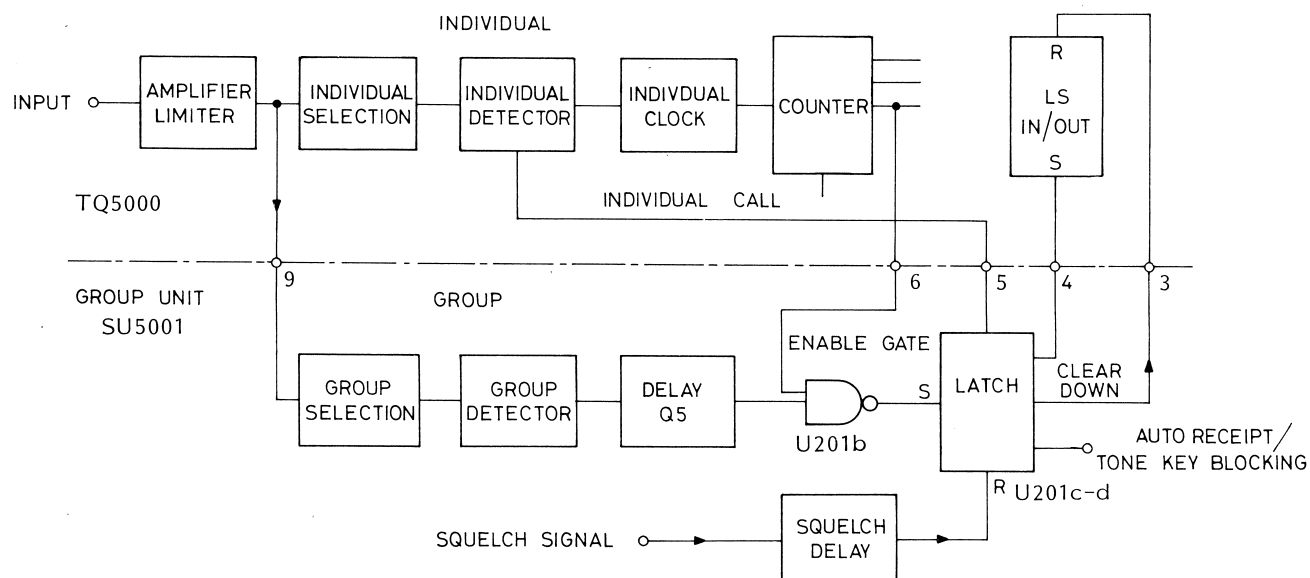 INDIVIDUAL
INPUT
AMPLIFIER
LIMITER
INDIVIDUAL
SELECTION
INDIVIDUAL
DETECTOR
INDIVDUAL
CLOCK
COUNTER
R
LS
IN/OUT
S
TQ5000
INDIVIDUAL CALL
9
6
5
4
3
GROUP UNIT
SU5001
GROUP
ENABLE GATE
GROUP
SELECTION
GROUP
DETECTOR
DELAY
Q5
U201b
S
LATCH
CLEAR
DOWN
AUTO RECEIPT/
TONE KEY BLOCKING
R
U201c-d
SQUELCH SIGNAL
SQUELCH
DELAY